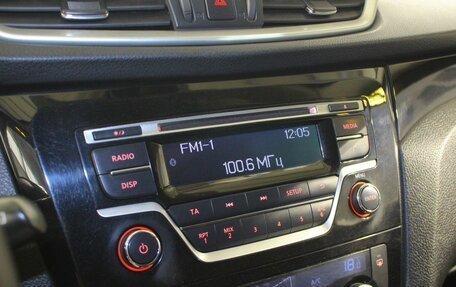 FM1-1
12:05
100.6 МГц
RADIO
MEDIA
DISP
TA
SETUP
MENU
ENTER
1
2
3
4
5
6
RPT
MIX
A/C
18